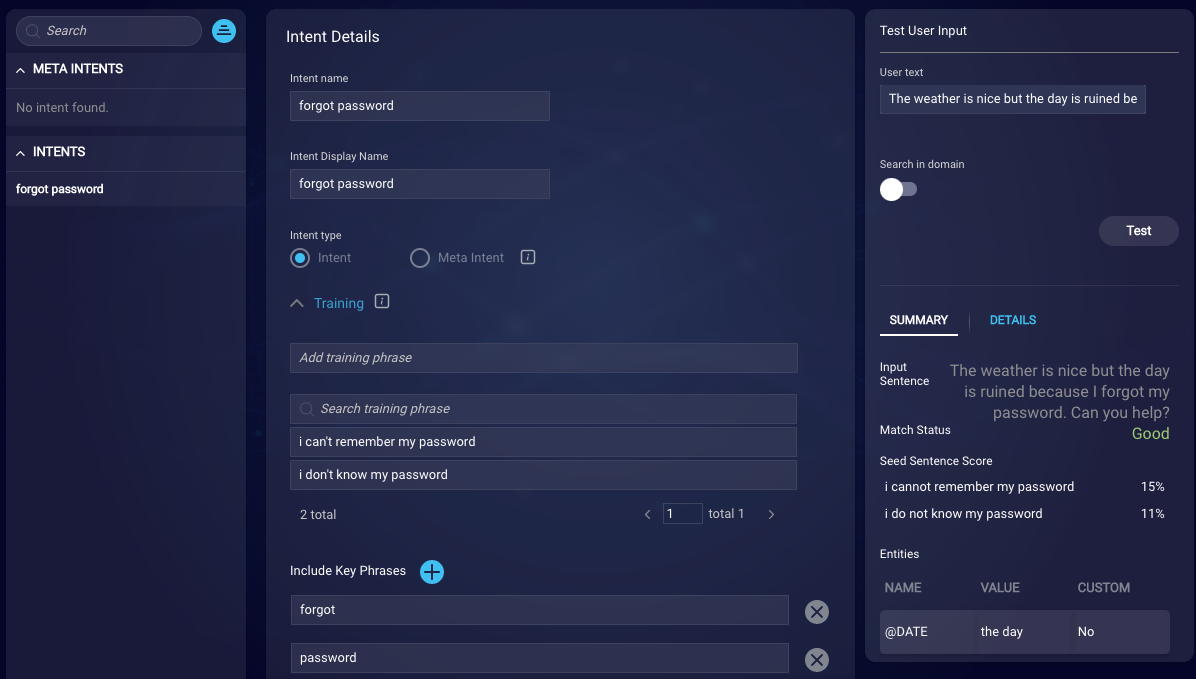 Search
META INTENTS
No intent found.
INTENTS
forgot password
Intent Details
Intent name
forgot password
Intent Display Name
forgot password
Intent type
Intent
Meta Intent
i
Training
i
Add training phrase
Search training phrase
i can't remember my password
i don't know my password
2 total
1
total 1
Include Key Phrases
forgot
password
Test User Input
User text
The weather is nice but the day is ruined be
Search in domain
Test
SUMMARY
DETAILS
Input
Sentence
The weather is nice but the day
is ruined because I forgot my
password. Can you help?
Match Status
Good
Seed Sentence Score
i cannot remember my password 15%
i do not know my password 11%
Entities
NAME VALUE CUSTOM
@DATE the day No